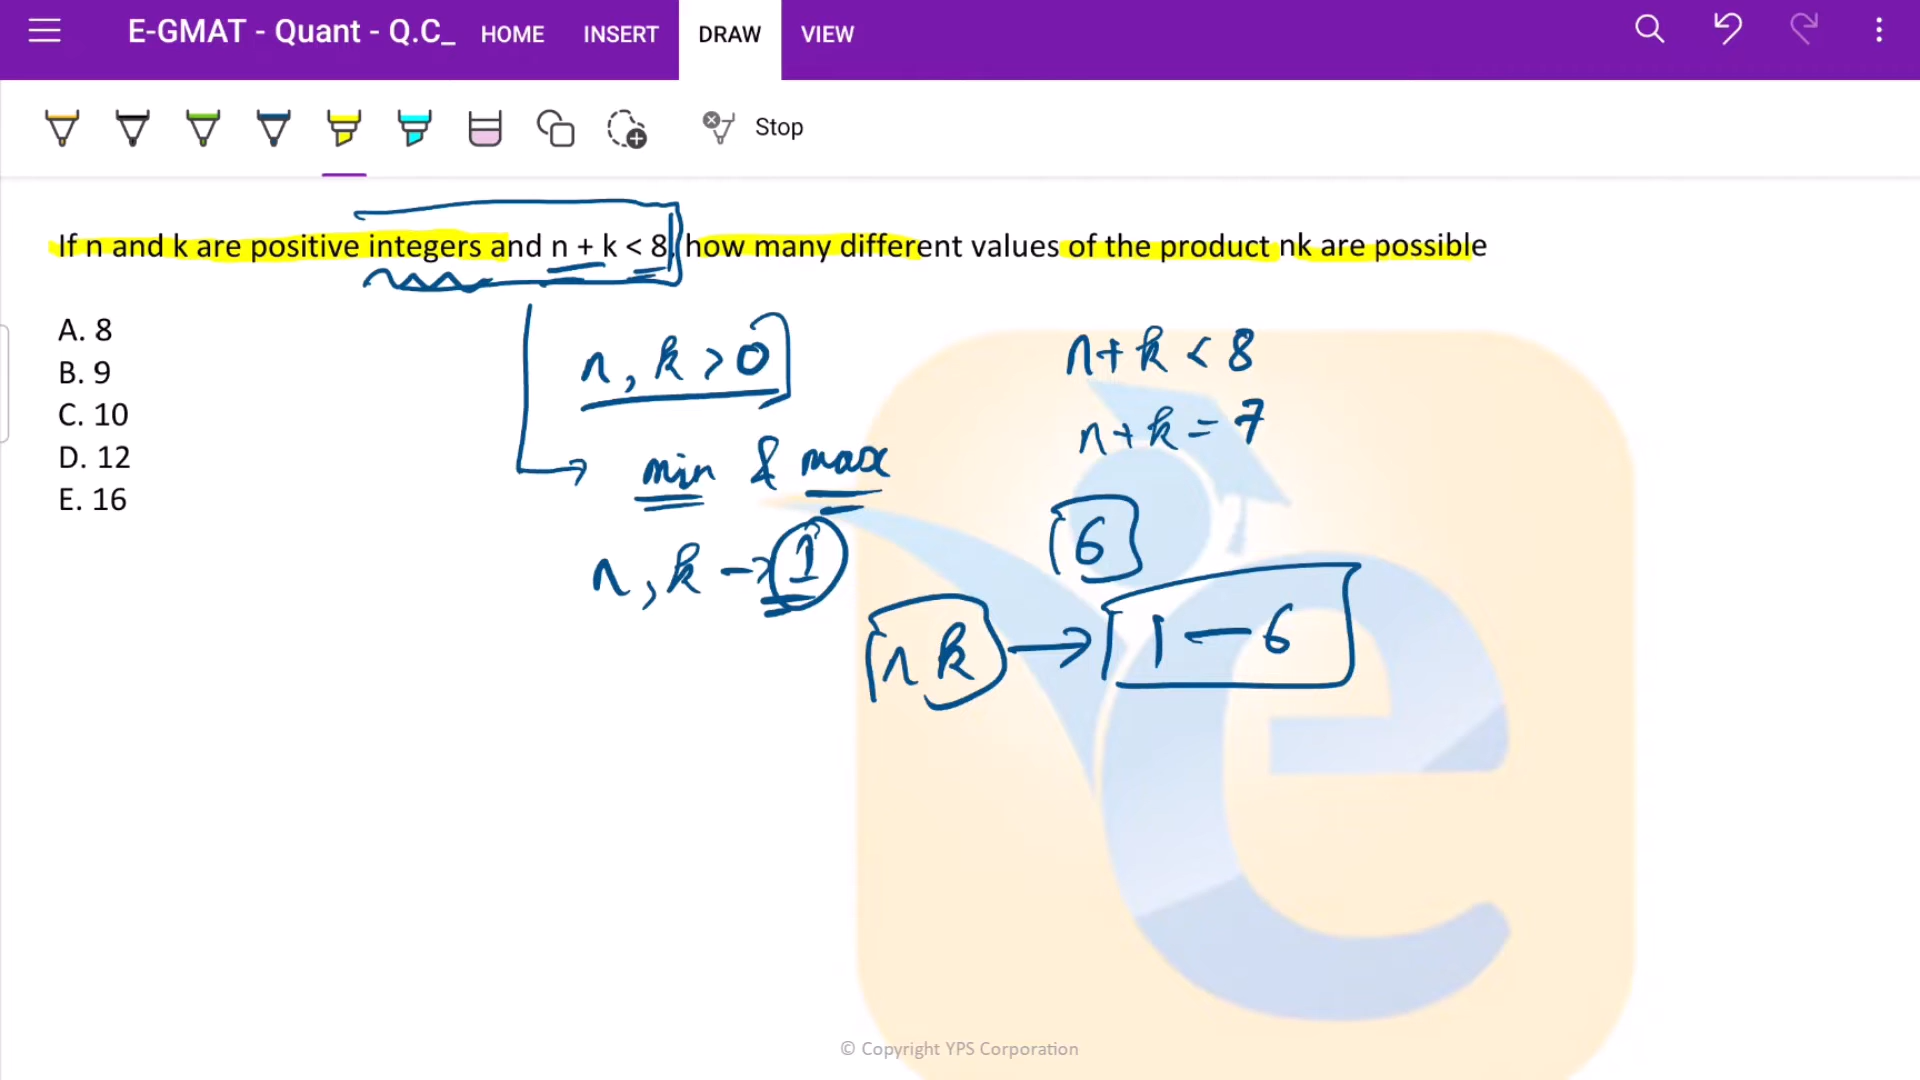 E-GMAT - Quant - Q.C_ HOME INSERT DRAW VIEW
Stop
If n and k are positive integers and n + k < 8, how many different values of the product nk are possible
A. 8
B. 9
C. 10
D. 12
E. 16
n, k > 0
min & max
n, k → 1
n + k < 8
n + k = 7
6
nk → 1 — 6
© Copyright YPS Corporation